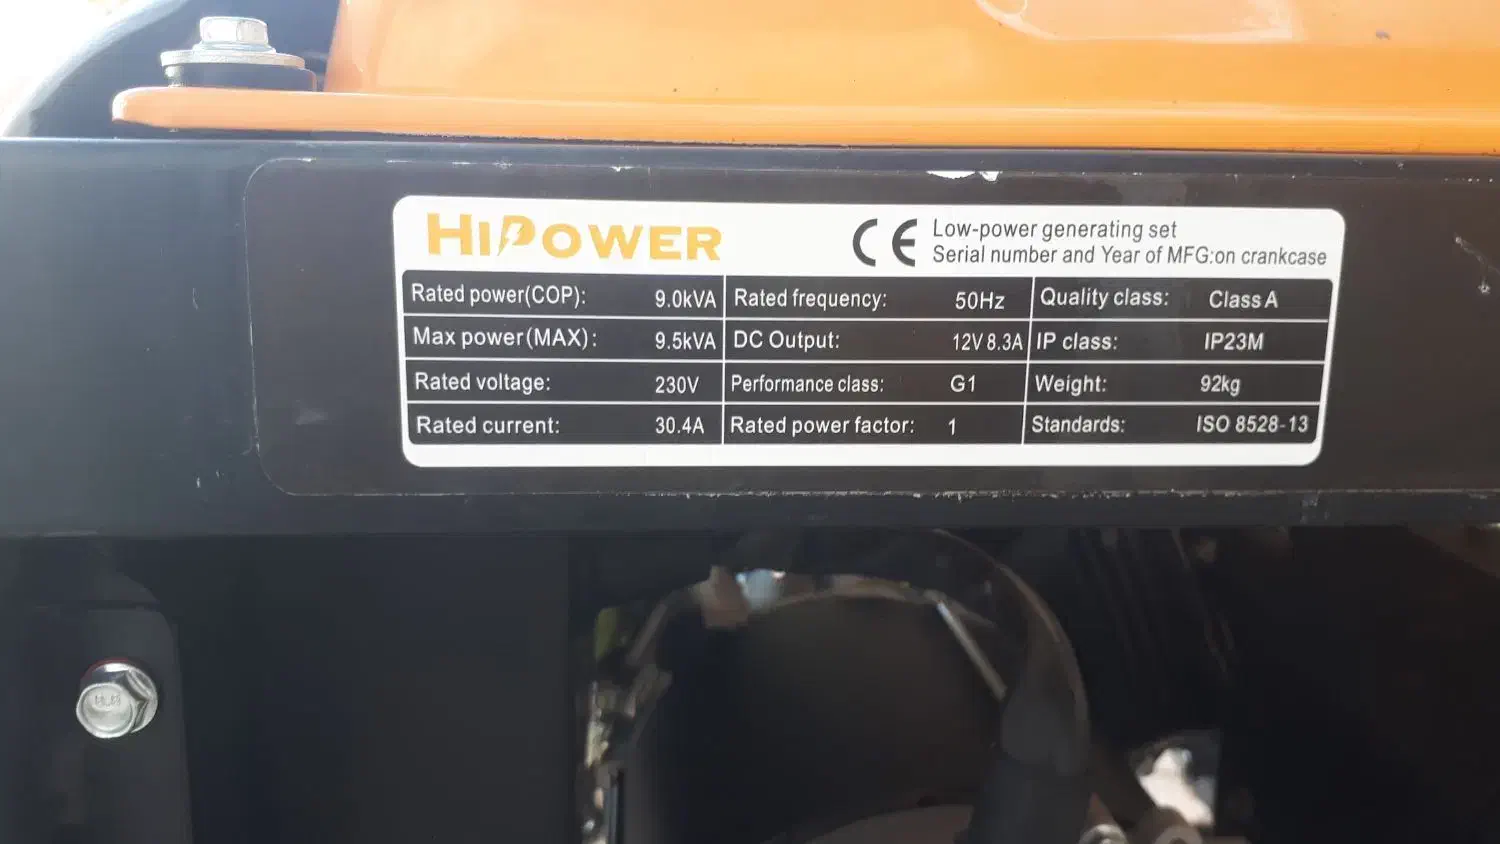 HIPOWER
CE
Low-power generating set
Serial number and Year of MFG:on crankcase
Rated power(COP): 9.0kVA Rated frequency: 50Hz Quality class: Class A
Max power(MAX): 9.5kVA DC Output: 12V 8.3A IP class: IP23M
Rated voltage: 230V Performance class: G1 Weight: 92kg
Rated current: 30.4A Rated power factor: 1 Standards: ISO 8528-13